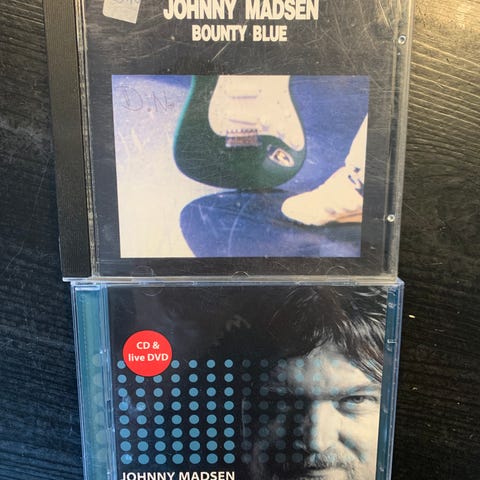 JOHNNY MADSEN
BOUNTY BLUE
D.N.
CD &
live DVD
JOHNNY MADSEN